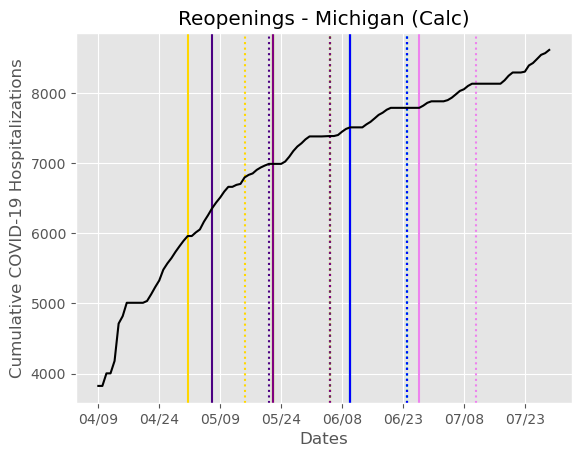 Reopenings - Michigan (Calc)
Cumulative COVID-19 Hospitalizations
8000
7000
6000
5000
4000
04/09 04/24 05/09 05/24 06/08 06/23 07/08 07/23
Dates